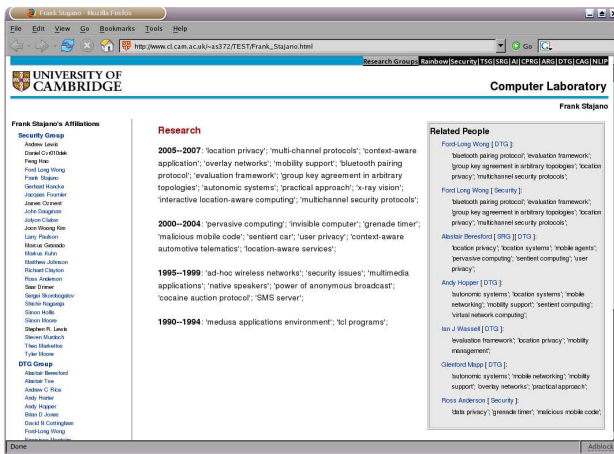 Frank Stajano - Mozilla Firefox
File Edit View Go Bookmarks Tools Help
http://www.cl.cam.ac.uk/~as372/TEST/Frank_Stajano.html
Go
Research Groups Rainbow|Security|TSG|SRG|AI|CPRG|ARG|DTG|CAG|NLIP
UNIVERSITY OF
CAMBRIDGE
Computer Laboratory
Frank Stajano
Frank Stajano's Affiliations
Security Group
Andrew Lewis
Daniel Cvr\010dek
Feng Hao
Ford Long Wong
Frank Stajano
Gerhard Hancke
Jacques Fournier
James Ozment
John Daugman
Jolyon Clulow
Joon Woong Kim
Larry Paulson
Marcus Granado
Markus Kuhn
Matthew Johnson
Richard Clayton
Ross Anderson
Saar Drimer
Sergei Skorobogatov
Shishir Nagaraja
Simon Hollis
Simon Moore
Stephen R. Lewis
Steven Murdoch
Theo Markettos
Tyler Moore
DTG Group
Alastair Beresford
Alastair Tse
Andrew C Rice
Andy Harter
Andy Hopper
Brian D Jones
David N Cottingham
Ford-Long Wong
Research
2005--2007: 'location privacy'; 'multi-channel protocols'; 'context-aware
application'; 'overlay networks'; 'mobility support'; 'bluetooth pairing
protocol'; 'evaluation framework'; 'group key agreement in arbitrary
topologies'; 'autonomic systems'; 'practical approach'; 'x-ray vision';
'interactive location-aware computing'; 'multichannel security protocols';
2000--2004: 'pervasive computing'; 'invisible computer'; 'grenade timer';
'malicious mobile code'; 'sentient car'; 'user privacy'; 'context-aware
automotive telematics'; 'location-aware services';
1995--1999: 'ad-hoc wireless networks'; 'security issues'; 'multimedia
applications'; 'native speakers'; 'power of anonymous broadcast';
'cocaine auction protocol'; 'SMS server';
1990--1994: 'medusa applications environment'; 'tcl programs';
Related People
Ford-Long Wong [ DTG ]:
'bluetooth pairing protocol'; 'evaluation framework';
'group key agreement in arbitrary topologies'; 'location
privacy'; 'multichannel security protocols';
Ford Long Wong [ Security ]:
'bluetooth pairing protocol'; 'evaluation framework';
'group key agreement in arbitrary topologies'; 'location
privacy'; 'multichannel security protocols';
Alastair Beresford [ SRG ][ DTG ]:
'location privacy'; 'location systems'; 'mobile agents';
'pervasive computing'; 'sentient computing'; 'user
privacy';
Andy Hopper [ DTG ]:
'autonomic systems'; 'location systems'; 'mobile
networking'; 'mobility support'; 'sentient computing';
'virtual network computing';
Ian J Wassell [ DTG ]:
'evaluation framework'; 'location privacy'; 'mobility
management';
Glenford Mapp [ DTG ]:
'autonomic systems'; 'mobile networking'; 'mobility
support'; 'overlay networks'; 'practical approach';
Ross Anderson [ Security ]:
'data privacy'; 'grenade timer'; 'malicious mobile code';
Done
Adblock